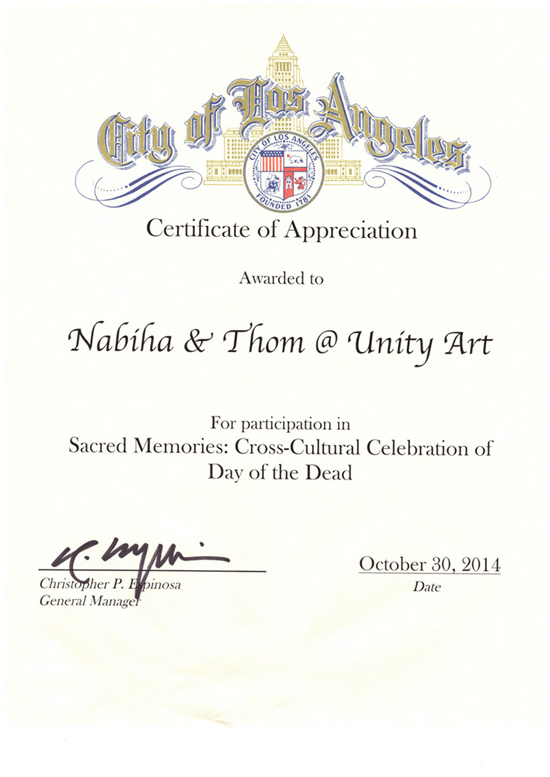 City of Los Angeles
CITY OF LOS ANGELES
FOUNDED 1781
Certificate of Appreciation
Awarded to
Nabiha & Thom @ Unity Art
For participation in
Sacred Memories: Cross-Cultural Celebration of
Day of the Dead
October 30, 2014
Christopher P. Espinosa
Date
General Manager